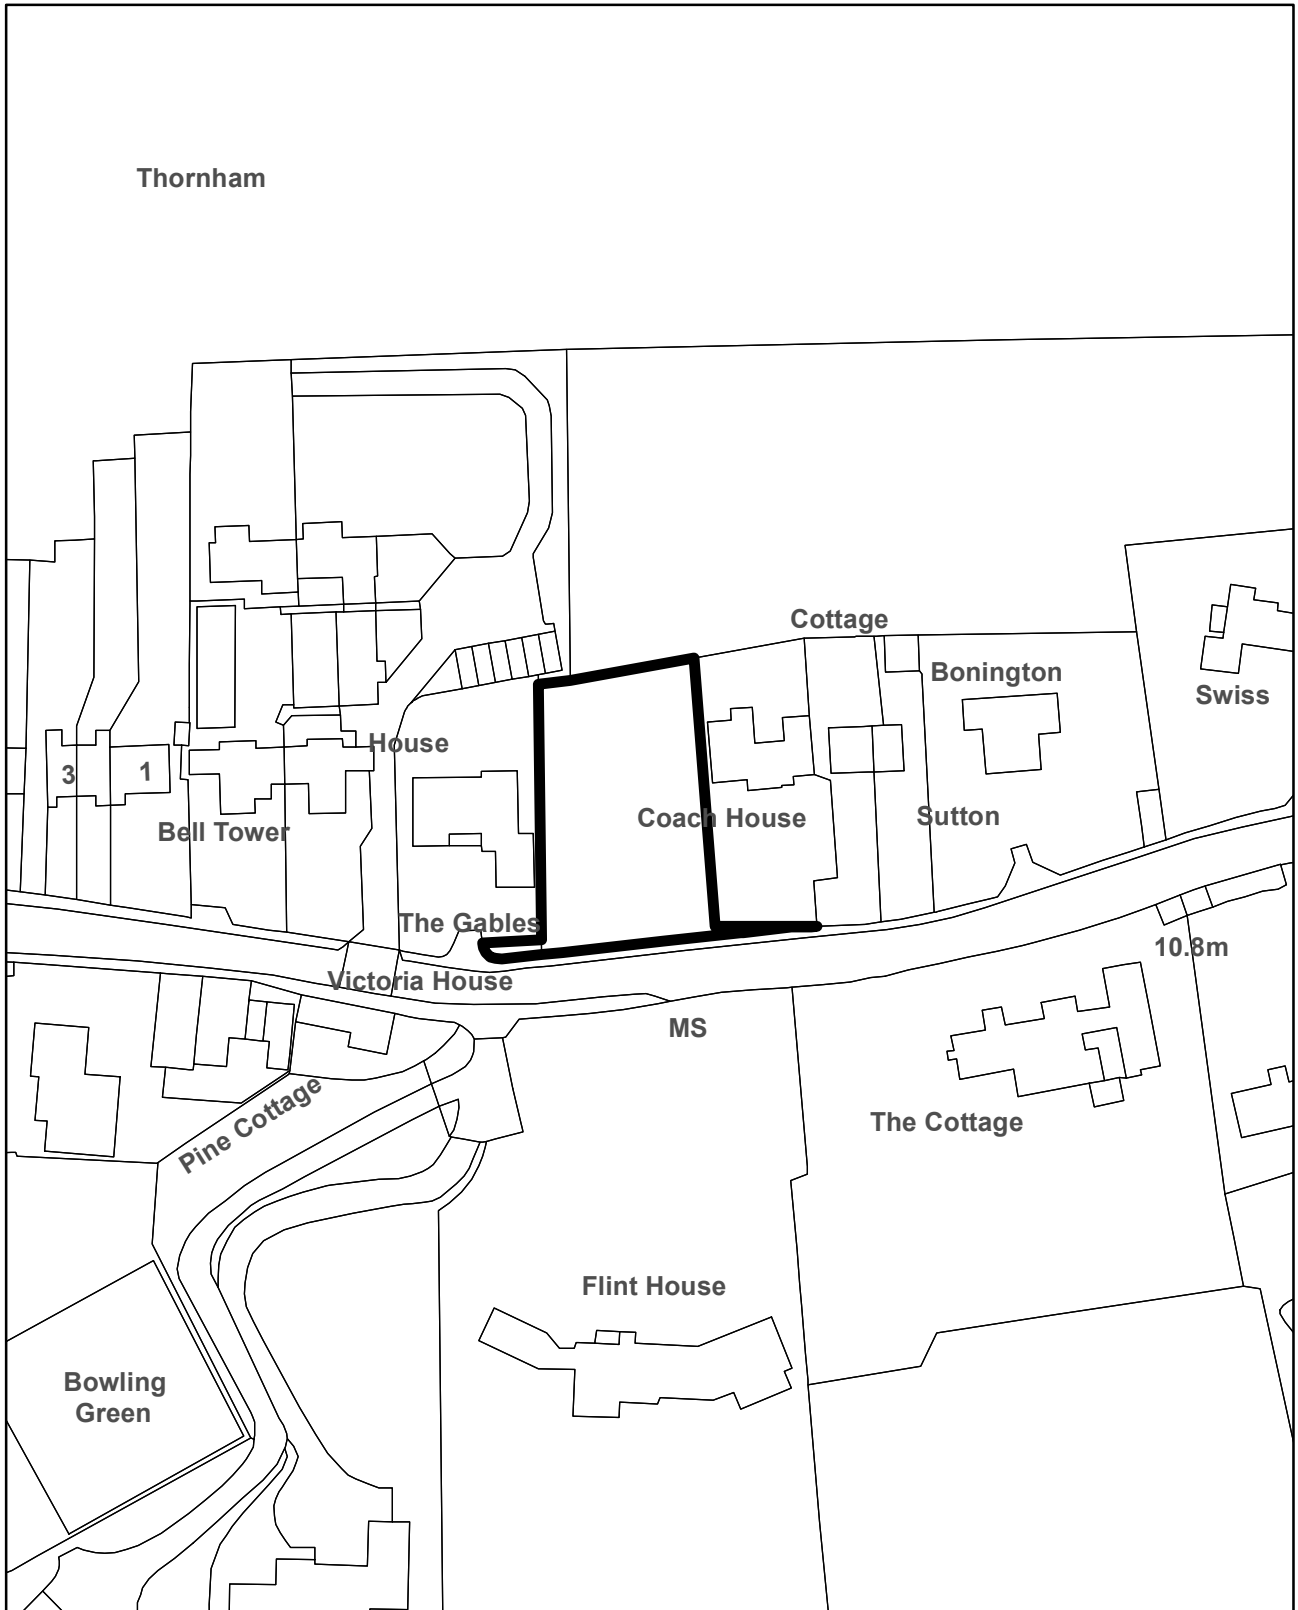 Thornham
Cottage
Bonington
Swiss
House
3
1
Coach House
Sutton
Bell Tower
The Gables
10.8m
Victoria House
MS
Pine Cottage
The Cottage
Flint House
Bowling
Green